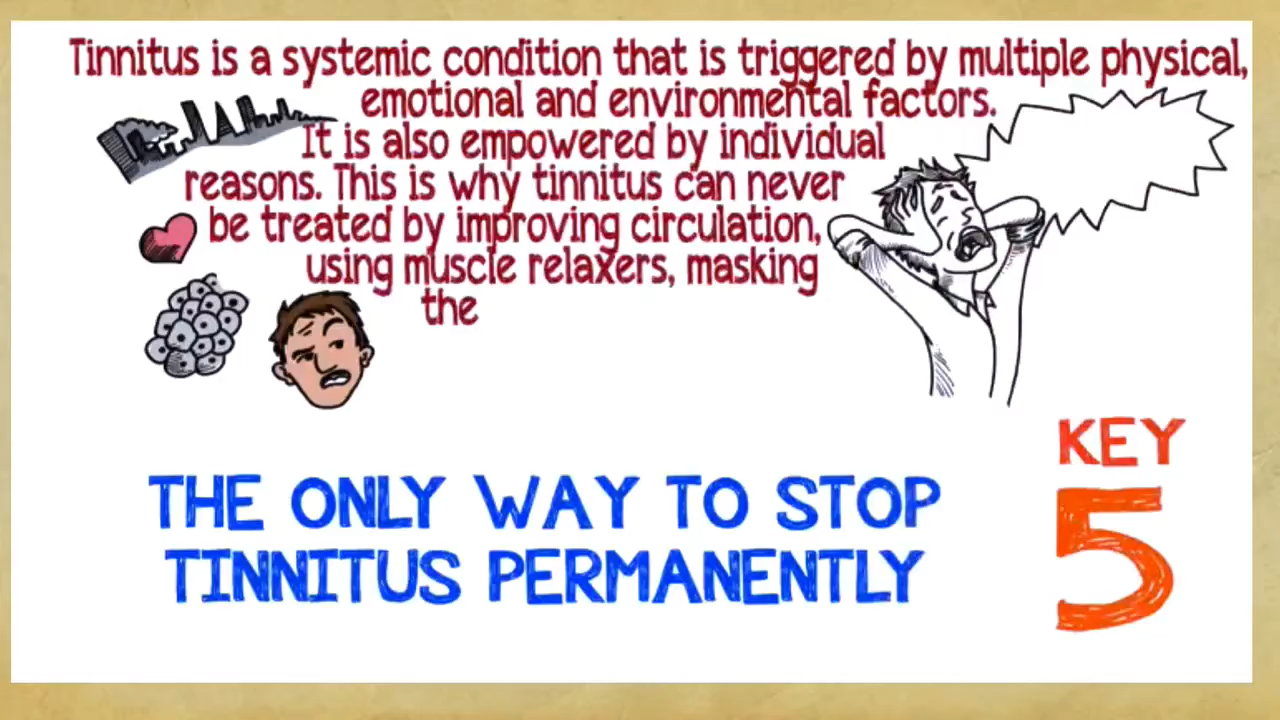 Tinnitus is a systemic condition that is triggered by multiple physical,
emotional and environmental factors.
It is also empowered by individual
reasons. This is why tinnitus can never
be treated by improving circulation,
using muscle relaxers, masking
the
KEY
5
THE ONLY WAY TO STOP
TINNITUS PERMANENTLY